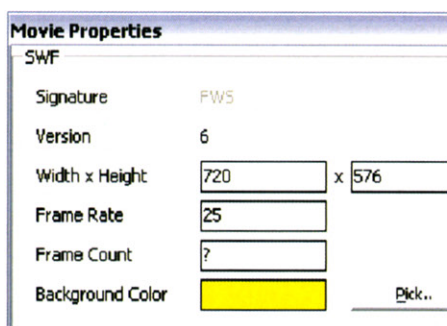 Movie Properties
SWF
Signature FWS
Version 6
Width x Height 720 x 576
Frame Rate 25
Frame Count ?
Background Color Pick..